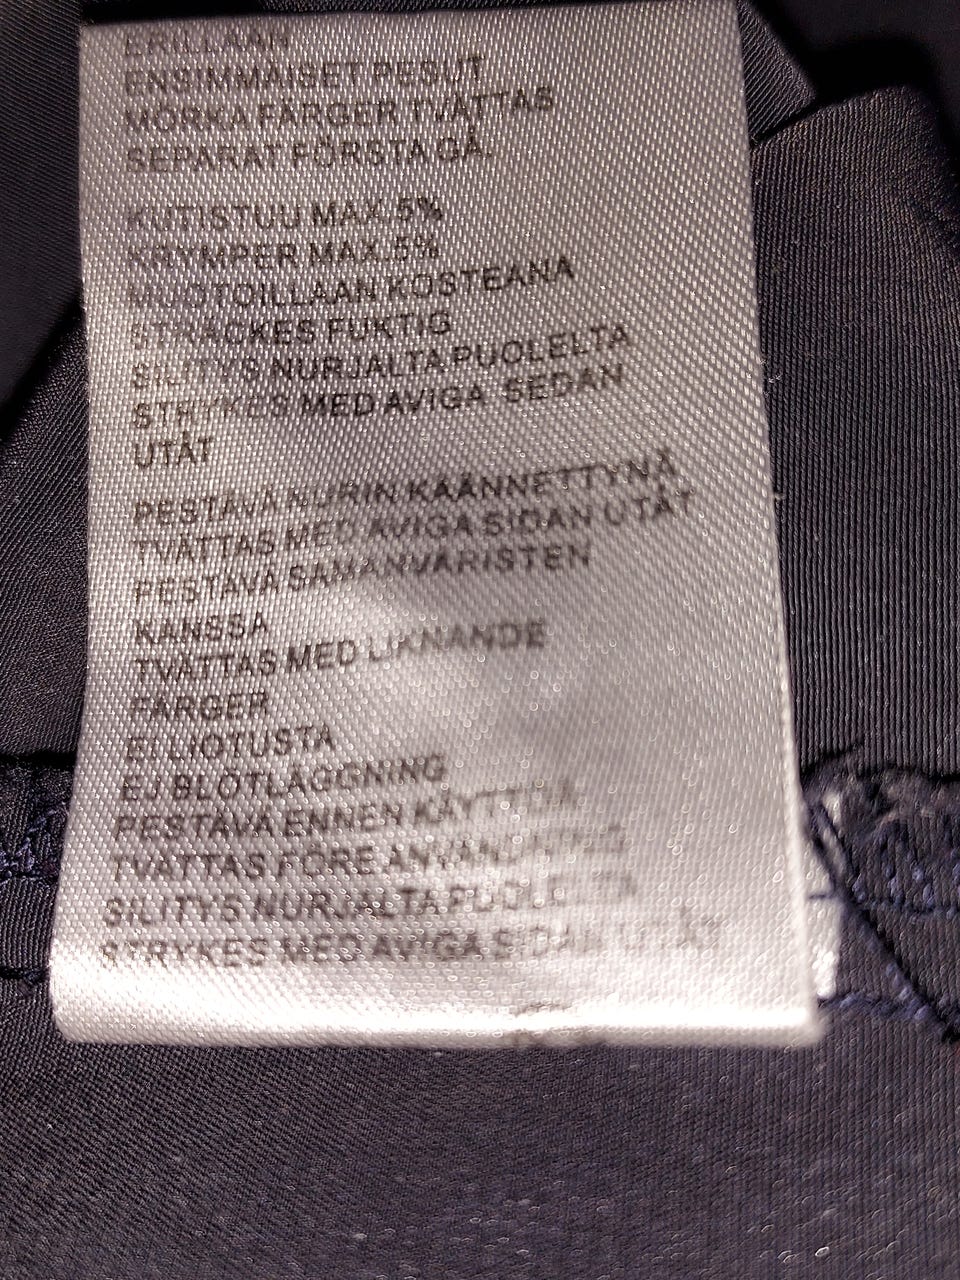 ERILLÄÄN
ENSIMMAISET PESUT
MÖRKA FARGER TVÄTTAS
SEPARAT FÖRSTA GÅ.
KUTISTUU MAX.5%
KRYMPER MAX.5%
MUOTOILLAAN KOSTEANA
STRÄCKES FUKTIG
SILITYS NURJALTA PUOLELTA
STRYKES MED AVIGA SEDAN
UTÅT
PESTÄVÄ NURIN KÄÄNNETTYNÄ
TVÄTTAS MED AVIGA SIDAN UTÅT
PESTÄVÄ SAMANVÄRISTEN
KANSSA
TVÄTTAS MED LIKNANDE
FÄRGER
EI LIOTUSTA
EJ BLÖTLÄGGNING
PESTÄVÄ ENNEN KÄYTTÖÄ
TVÄTTAS FÖRE ANVÄNDNING
SILITYS NURJALTA PUOLELTA
STRYKES MED AVIGA SIDAN UTÅT